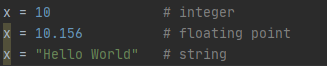 x = 10              # integer
x = 10.156          # floating point
x = "Hello World"   # string